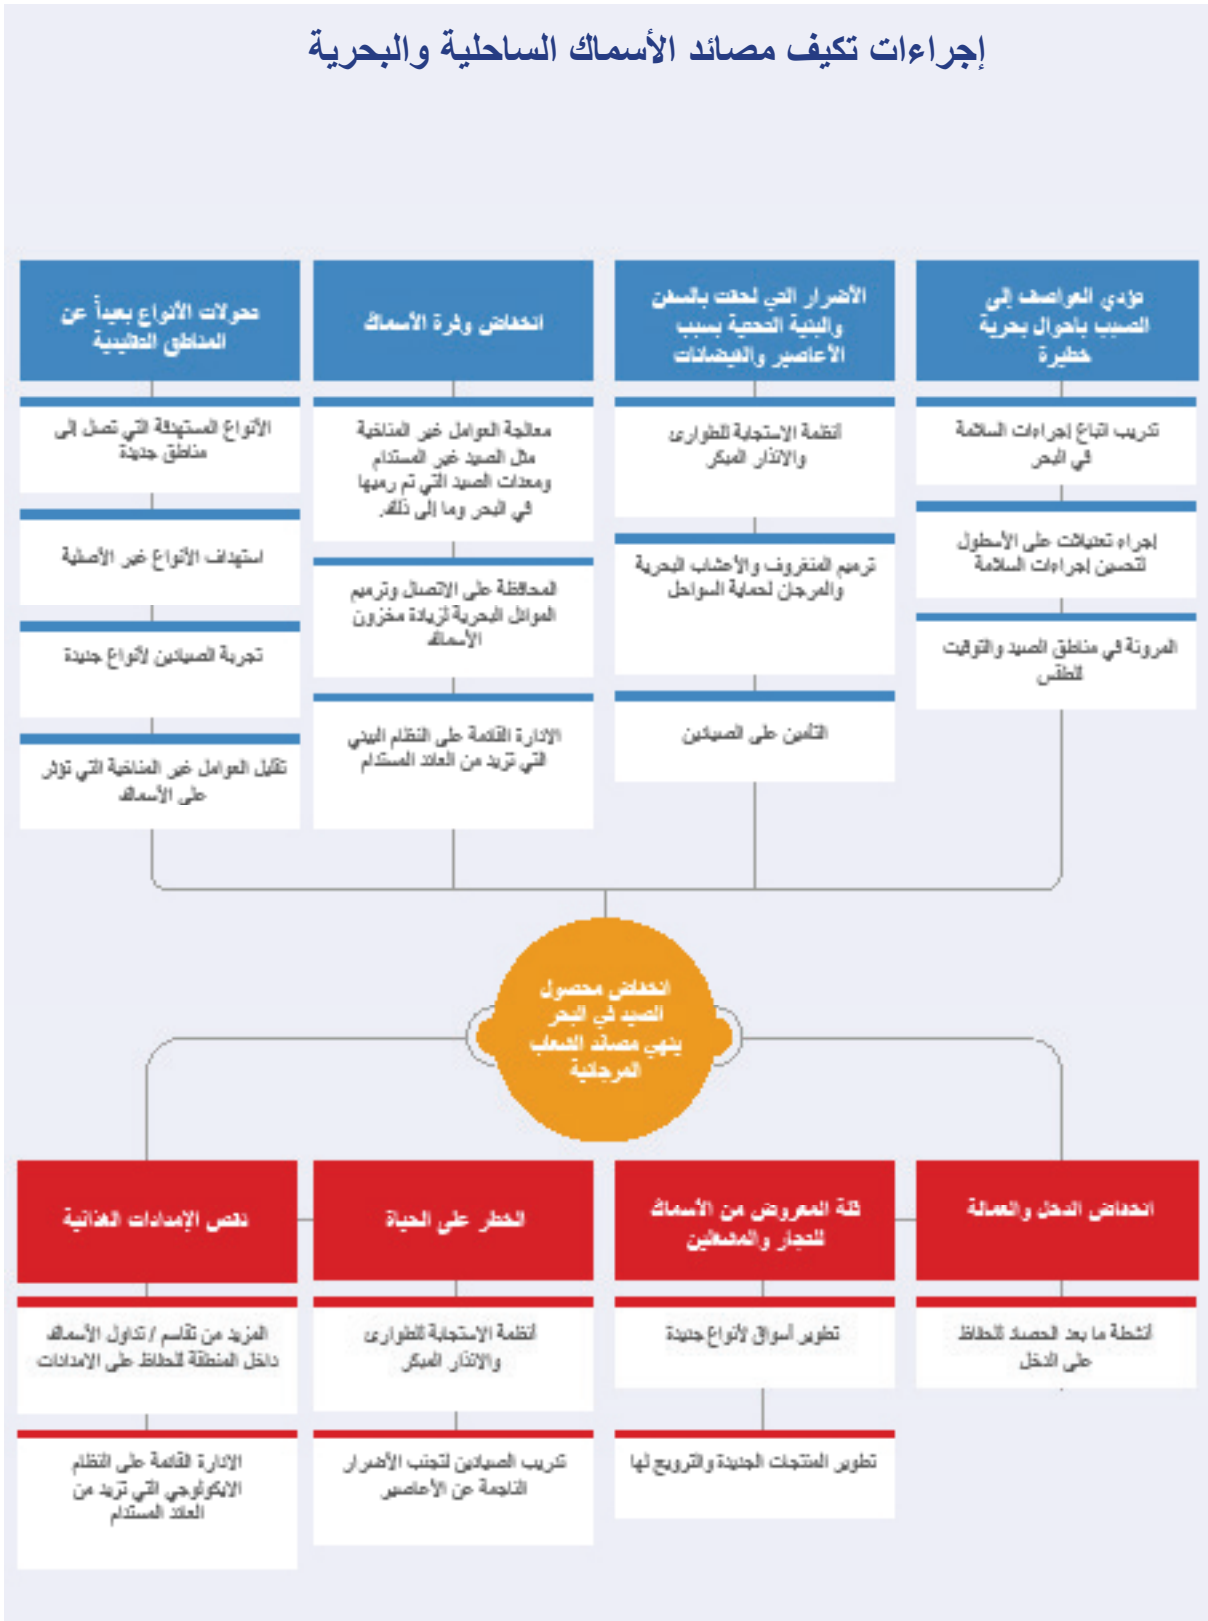 إجراءات تكيف مصائد الأسماك الساحلية والبحرية
تؤدي العواصف إلى
التسبب بأحوال بحرية
خطيرة
تدريب اتباع إجراءات السلامة
في البحر
إجراء تعديلات على الأسطول
لتحسين إجراءات السلامة
المرونة في مناطق الصيد والتوقيت
للطقس
الأضرار التي لحقت بالسفن
والبنية التحتية بسبب
الأعاصير والفيضانات
أنظمة الاستجابة للطوارئ
والانذار المبكر
ترميم المنغروف والأعشاب البحرية
والمرجان لحماية السواحل
التأمين على الصيادين
انخفاض وفرة الأسماك
معالجة العوامل غير المناخية
مثل الصيد غير المستدام
ومعدات الصيد التي تم رميها
في البحر وما إلى ذلك.
المحافظة على الاتصال وترميم
الموائل البحرية لزيادة مخزون
الأسماك
الادارة القائمة على النظام البيئي
التي تزيد من العائد المستدام
تحولات الأنواع بعيداً عن
المناطق التقليدية
الأنواع المستهدفة التي تصل إلى
مناطق جديدة
استهداف الأنواع غير الأصلية
تجربة الصيادين لأنواع جديدة
تقليل العوامل غير المناخية التي تؤثر
على الأسماك
انخفاض محصول
الصيد في البحر
ينهي مصائد الشعاب
المرجانية
انخفاض الدخل والعمالة
أنشطة ما بعد الحصاد للحفاظ
على الدخل
قلة المعروض من الأسماك
للتجار والمشغلين
تطوير أسواق لأنواع جديدة
تطوير المنتجات الجديدة والترويج لها
الخطر على الحياة
أنظمة الاستجابة للطوارئ
والانذار المبكر
تدريب الصيادين لتجنب الأضرار
الناجمة عن الأعاصير
نقص الإمدادات الغذائية
المزيد من تقاسم / تداول الأسماك
داخل المنطقة للحفاظ على الامدادات
الادارة القائمة على النظام
الايكولوجي التي تزيد من
العائد المستدام